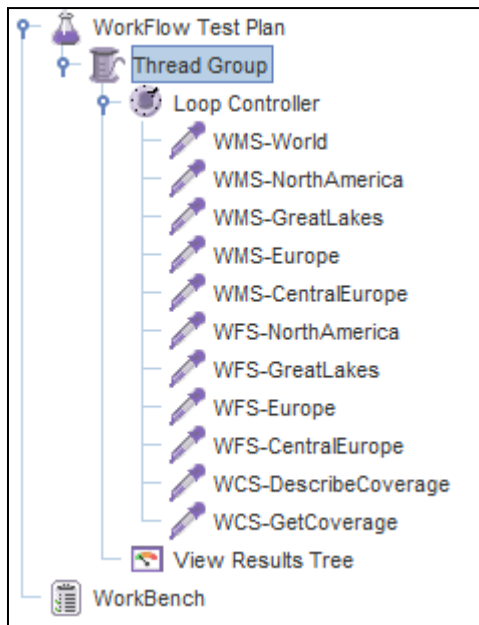 WorkFlow Test Plan
Thread Group
Loop Controller
WMS-World
WMS-NorthAmerica
WMS-GreatLakes
WMS-Europe
WMS-CentralEurope
WFS-NorthAmerica
WFS-GreatLakes
WFS-Europe
WFS-CentralEurope
WCS-DescribeCoverage
WCS-GetCoverage
View Results Tree
WorkBench